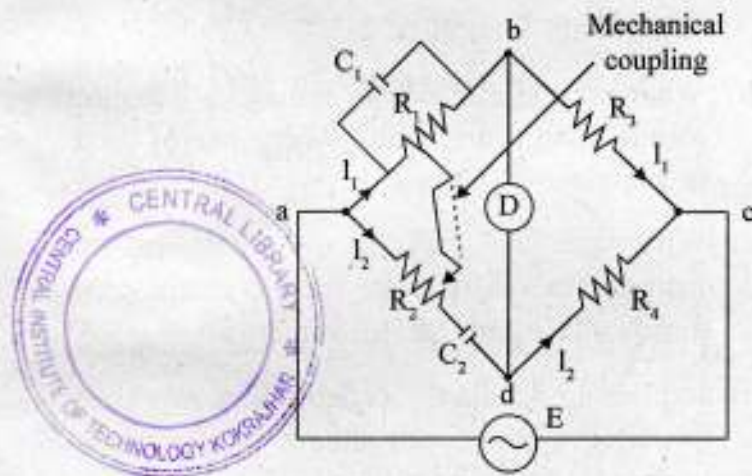 b
Mechanical
coupling
C₁
R₁
R₃
I₁
I₁
a
D
c
I₂
R₂
R₄
C₂
I₂
d
E
* CENTRAL LIBRARY *
CENTRAL INSTITUTE OF TECHNOLOGY KOKRAJHAR